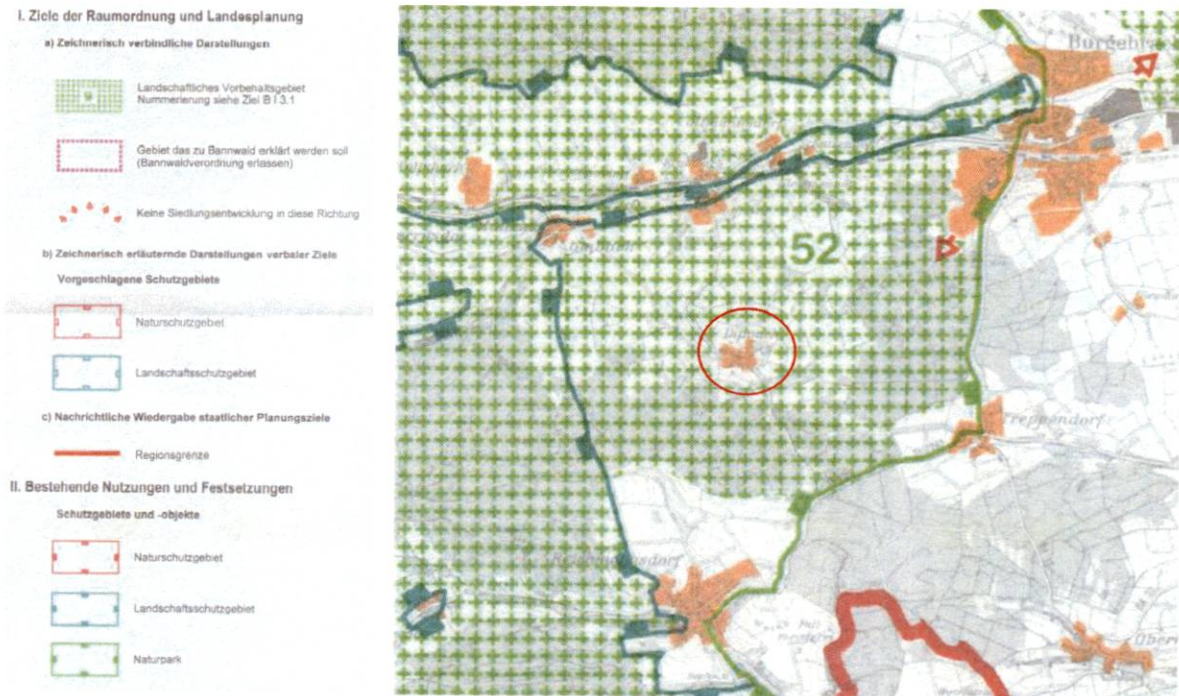 I. Ziele der Raumordnung und Landesplanung
a) Zeichnerisch verbindliche Darstellungen
9
Landschaftliches Vorbehaltsgebiet
Nummerierung siehe Ziel B I 3.1
Gebiet das zu Bannwald erklärt werden soll
(Bannwaldverordnung erlassen)
Keine Siedlungsentwicklung in diese Richtung
b) Zeichnerisch erläuternde Darstellungen verbaler Ziele
Vorgeschlagene Schutzgebiete
Naturschutzgebiet
Landschaftsschutzgebiet
c) Nachrichtliche Wiedergabe staatlicher Planungsziele
Regionsgrenze
II. Bestehende Nutzungen und Festsetzungen
Schutzgebiete und -objekte
Naturschutzgebiet
Landschaftsschutzgebiet
Naturpark
52
Treppendorf